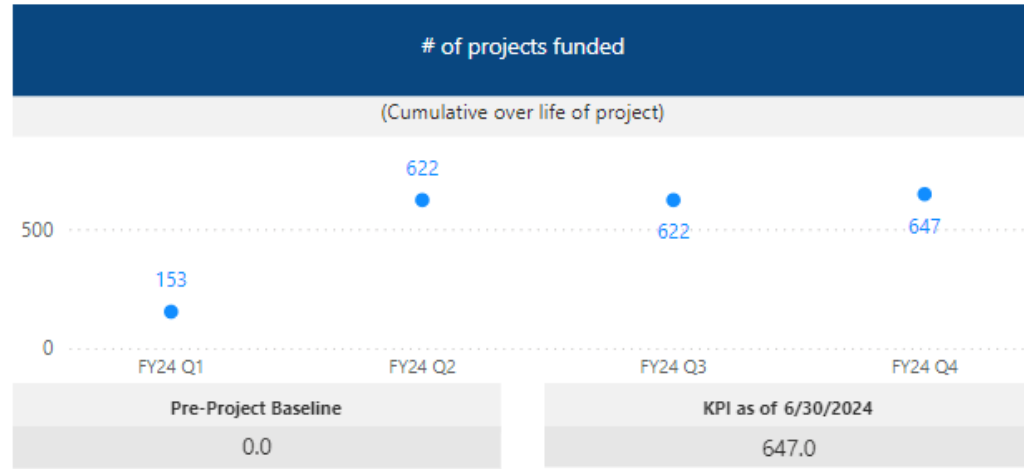 # of projects funded
(Cumulative over life of project)
622
500
622
647
153
0
FY24 Q1 FY24 Q2 FY24 Q3 FY24 Q4
Pre-Project Baseline KPI as of 6/30/2024
0.0 647.0